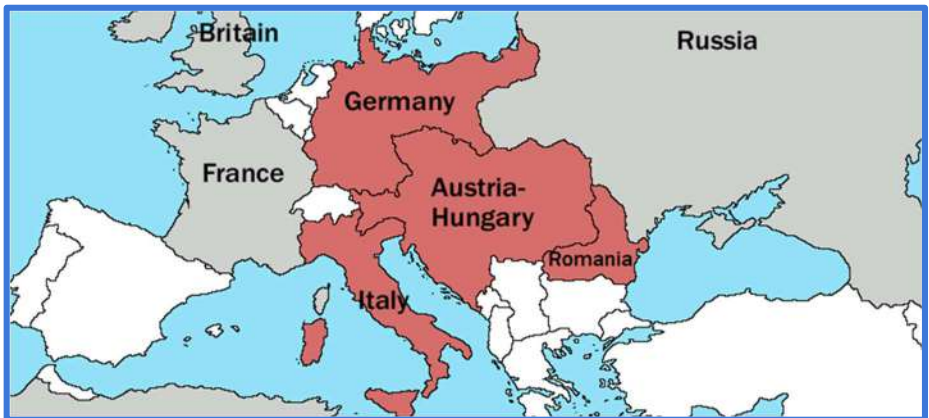 Britain
Russia
Germany
France
Austria-
Hungary
Romania
Italy